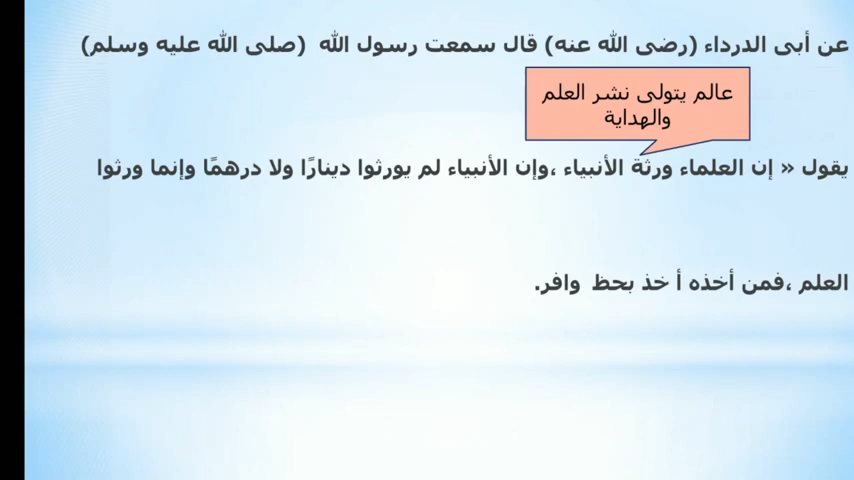 عن أبى الدرداء (رضى الله عنه) قال سمعت رسول الله (صلى الله عليه وسلم)
عالم يتولى نشر العلم
والهداية
يقول « إن العلماء ورثة الأنبياء ،وإن الأنبياء لم يورثوا دينارًا ولا درهمًا وإنما ورثوا
العلم ،فمن أخذه أ خذ بحظ وافر.